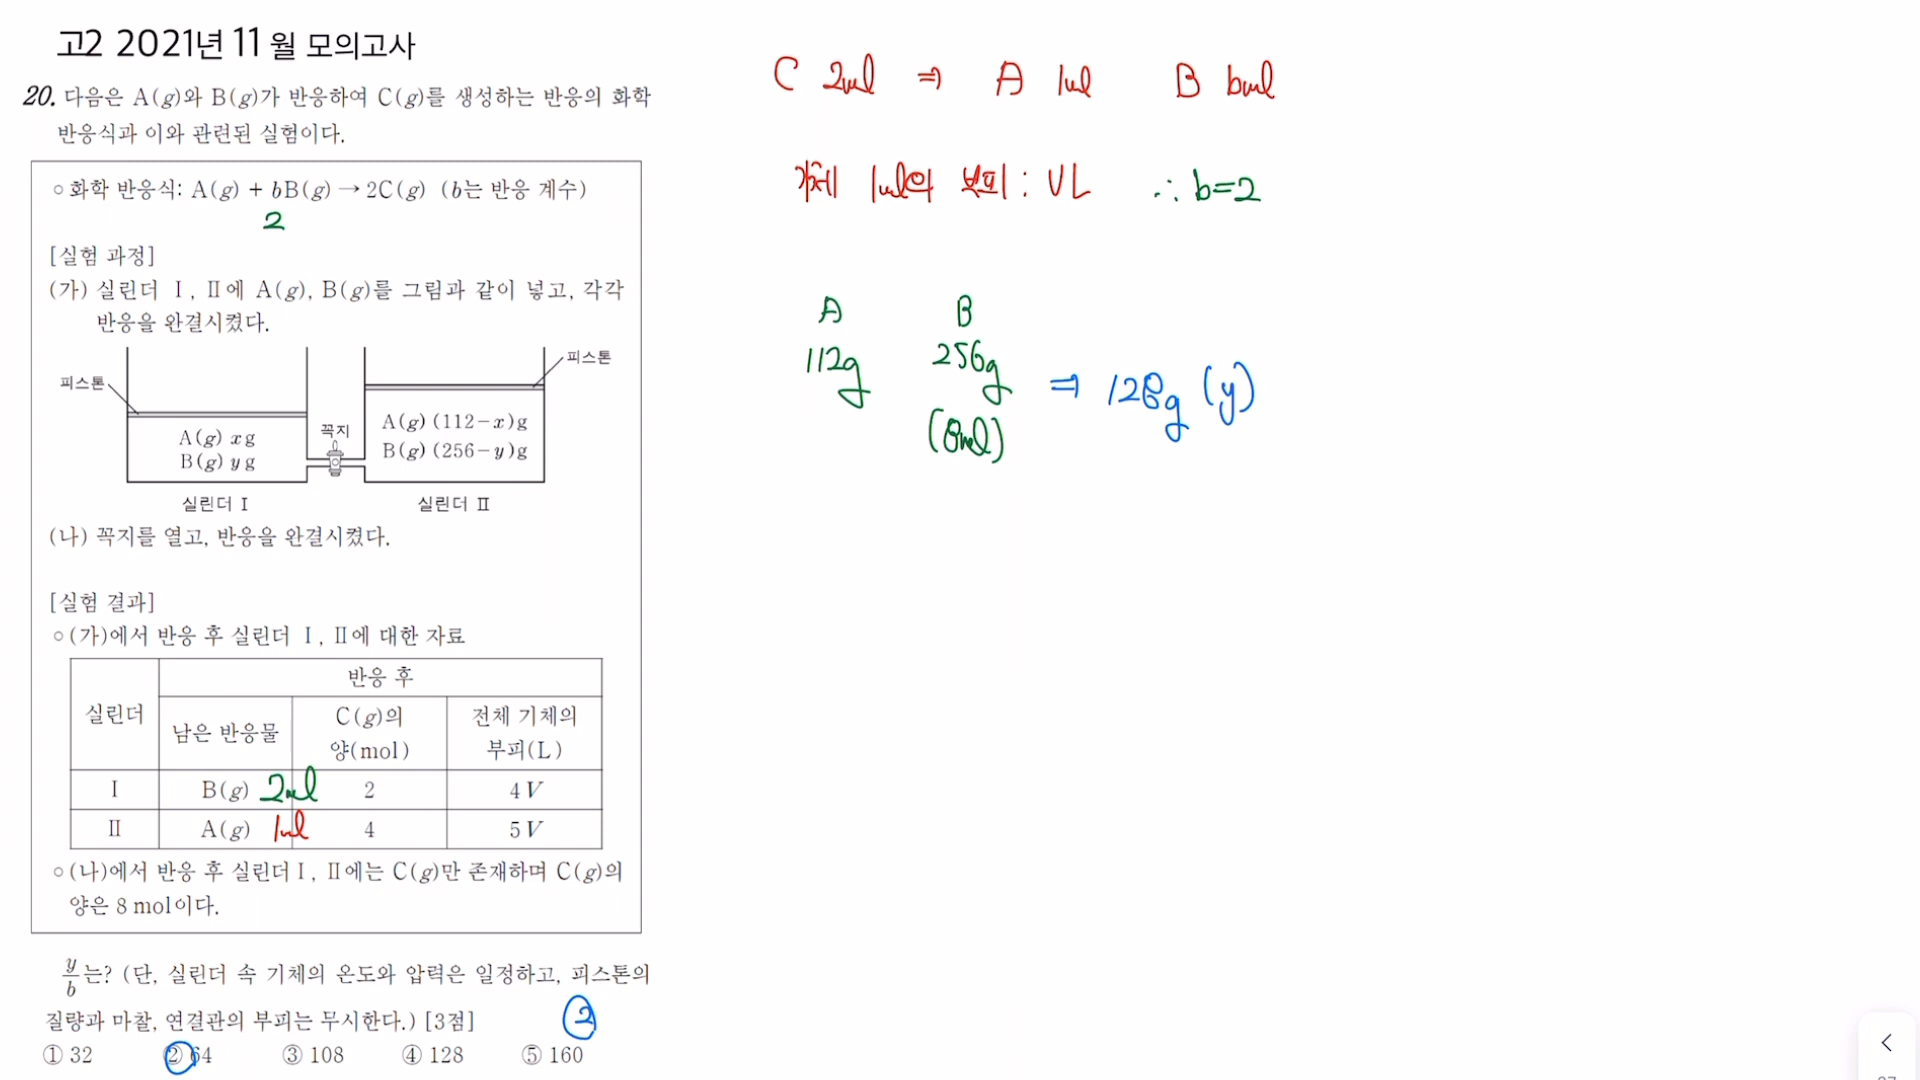 고2 2021년 11월 모의고사
20. 다음은 A(g)와 B(g)가 반응하여 C(g)를 생성하는 반응의 화학
반응식과 이와 관련된 실험이다.
○ 화학 반응식: A(g) + bB(g) → 2C(g) (b는 반응 계수)
2
[실험 과정]
(가) 실린더 Ⅰ, Ⅱ에 A(g), B(g)를 그림과 같이 넣고, 각각
반응을 완결시켰다.
피스톤
피스톤
A(g) x g
B(g) y g
꼭지
A(g) (112-x)g
B(g) (256-y)g
실린더 Ⅰ
실린더 Ⅱ
(나) 꼭지를 열고, 반응을 완결시켰다.
[실험 결과]
○ (가)에서 반응 후 실린더 Ⅰ, Ⅱ에 대한 자료
실린더
반응 후
남은 반응물
C(g)의 양(mol)
전체 기체의 부피(L)
Ⅰ B(g) 2mol 2 4V
Ⅱ A(g) 1mol 4 5V
○ (나)에서 반응 후 실린더Ⅰ, Ⅱ에는 C(g)만 존재하며 C(g)의
양은 8 mol이다.
y/b 는? (단, 실린더 속 기체의 온도와 압력은 일정하고, 피스톤의
질량과 마찰, 연결관의 부피는 무시한다.) [3점]
②
① 32 ② 64 ③ 108 ④ 128 ⑤ 160
C 2mol ⇒ A 1mol B bmol
기체 1mol의 부피 : VL ∴ b=2
A B
112g 256g ⇒ 128g (y)
(8mol)